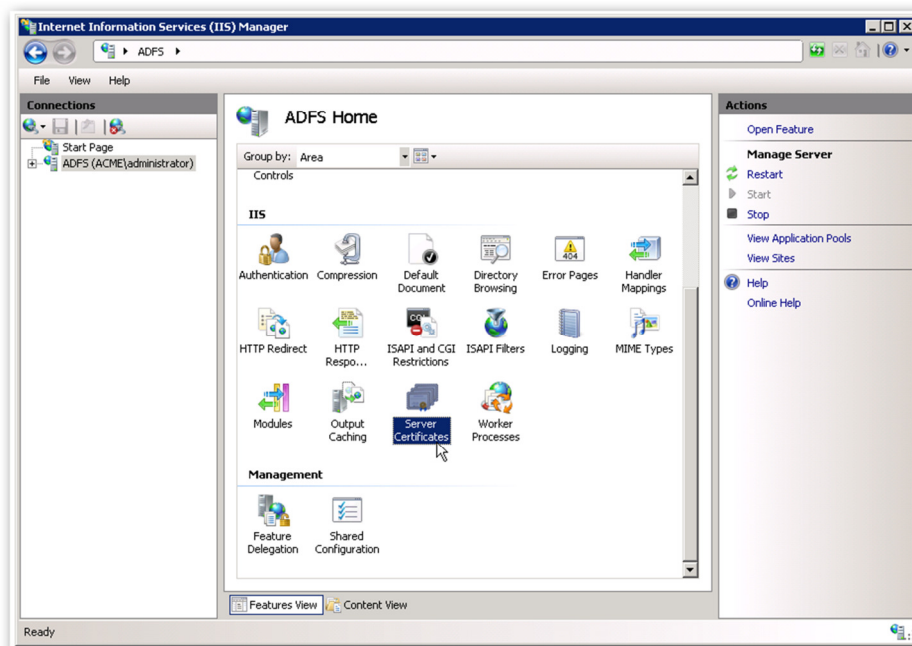 Internet Information Services (IIS) Manager
ADFS
File View Help
Connections
Start Page
ADFS (ACME\administrator)
ADFS Home
Group by: Area
Controls
IIS
Authentication Compression Default Document Directory Browsing Error Pages Handler Mappings
404
HTTP Redirect HTTP Respo... ISAPI and CGI Restrictions ISAPI Filters Logging MIME Types
Modules Output Caching Server Certificates Worker Processes
Management
Feature Delegation Shared Configuration
Features View Content View
Actions
Open Feature
Manage Server
Restart
Start
Stop
View Application Pools
View Sites
Help
Online Help
Ready